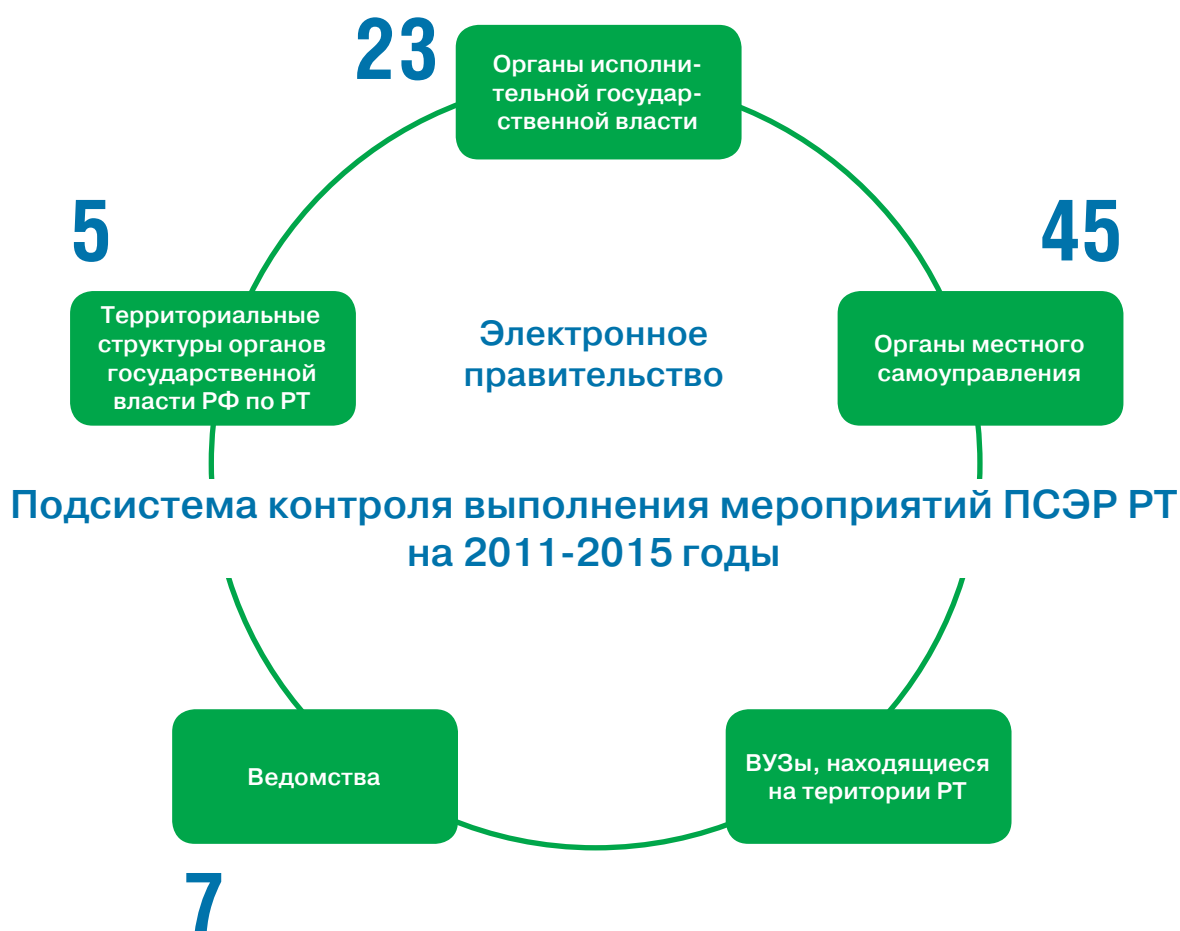 23
Органы исполни-
тельной государ-
ственной власти
5
Территориальные
структуры органов
государственной
власти РФ по РТ
45
Органы местного
самоуправления
Электронное
правительство
Подсистема контроля выполнения мероприятий ПСЭР РТ
на 2011-2015 годы
Ведомства
7
ВУЗы, находящиеся
на територии РТ